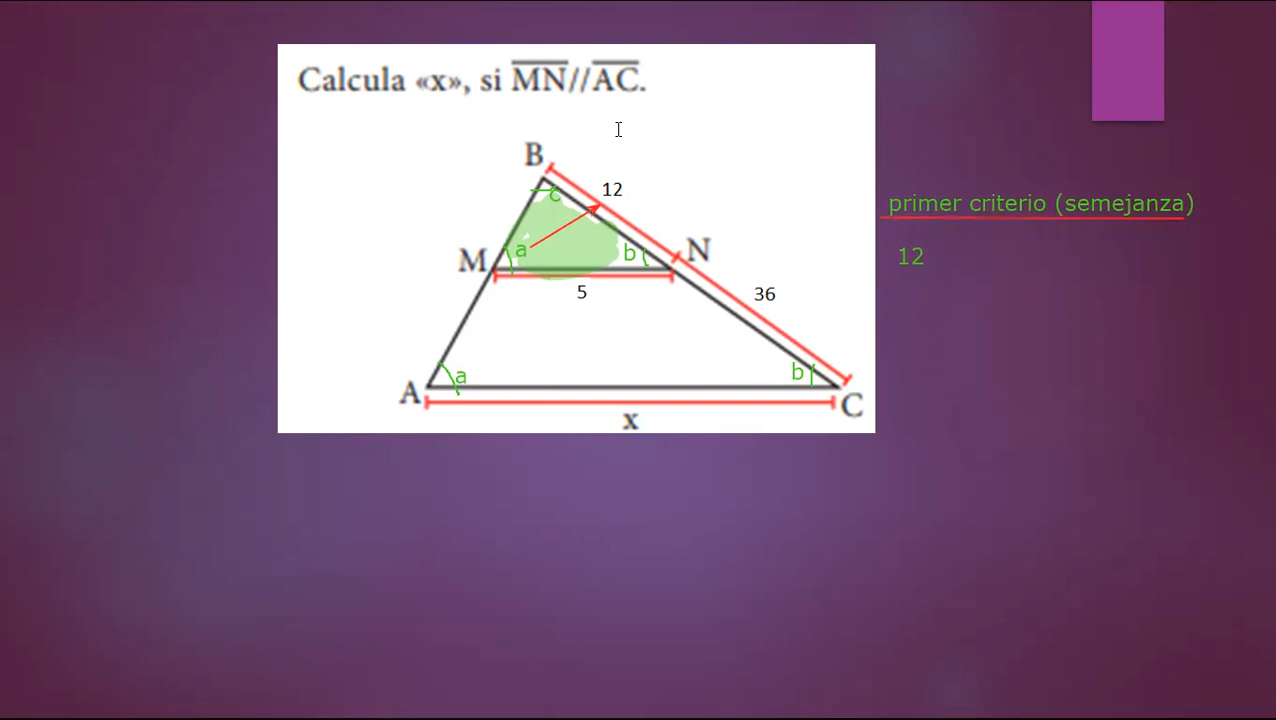 Calcula «x», si MN//AC.
B
12
c
primer criterio (semejanza)
M
a
b
N
12
5
36
a
b
A
C
x